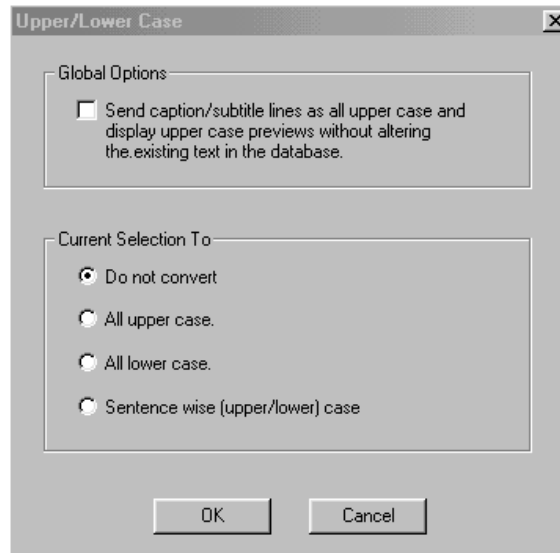 Upper/Lower Case
Global Options
Send caption/subtitle lines as all upper case and
display upper case previews without altering
the.existing text in the database.
Current Selection To
Do not convert
All upper case.
All lower case.
Sentence wise (upper/lower) case
OK
Cancel